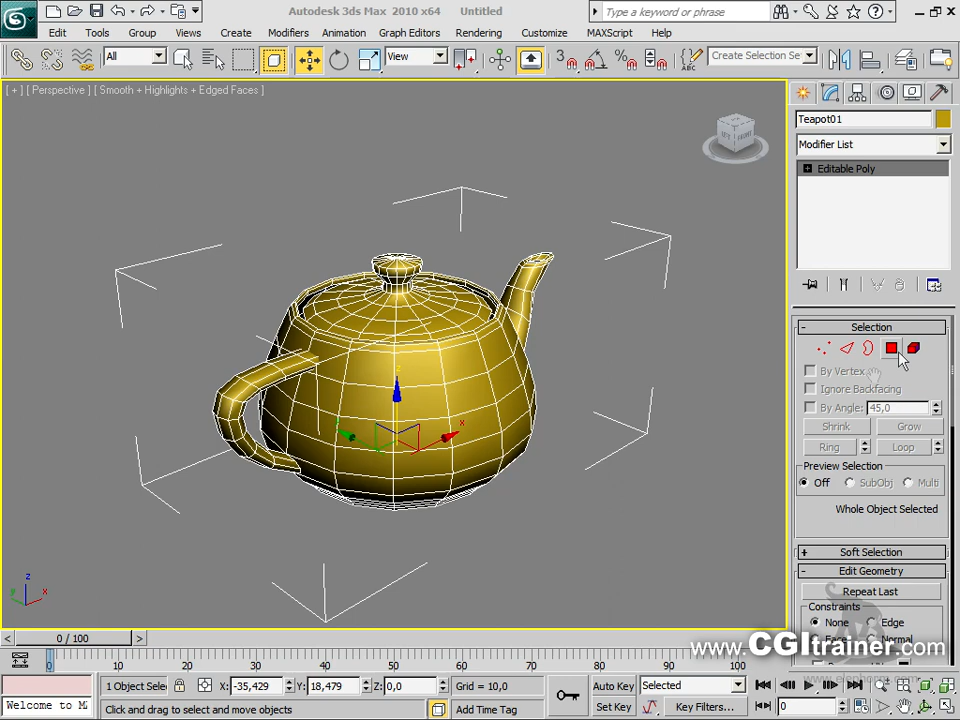 Autodesk 3ds Max 2010 x64 Untitled
Type a keyword or phrase
Edit Tools Group Views Create Modifiers Animation Graph Editors Rendering Customize MAXScript Help
All View 3 Create Selection Se
[ + ] [ Perspective ] [ Smooth + Highlights + Edged Faces ]
Teapot01
Modifier List
Editable Poly
Selection
By Vertex
Ignore Backfacing
By Angle: 45,0
Shrink Grow
Ring Loop
Preview Selection
Off SubObj Multi
Whole Object Selected
Soft Selection
Edit Geometry
Repeat Last
Constraints
None Edge
Face Normal
z
x
y
z
x
0 / 100
www.CGItrainer.com
0 10 20 30 40 50 60 70 80 90 100
1 Object Sele X: -35,429 Y: 18,479 Z: 0,0 Grid = 10,0 Auto Key Selected
Welcome to M
Click and drag to select and move objects Add Time Tag Set Key Key Filters... 0